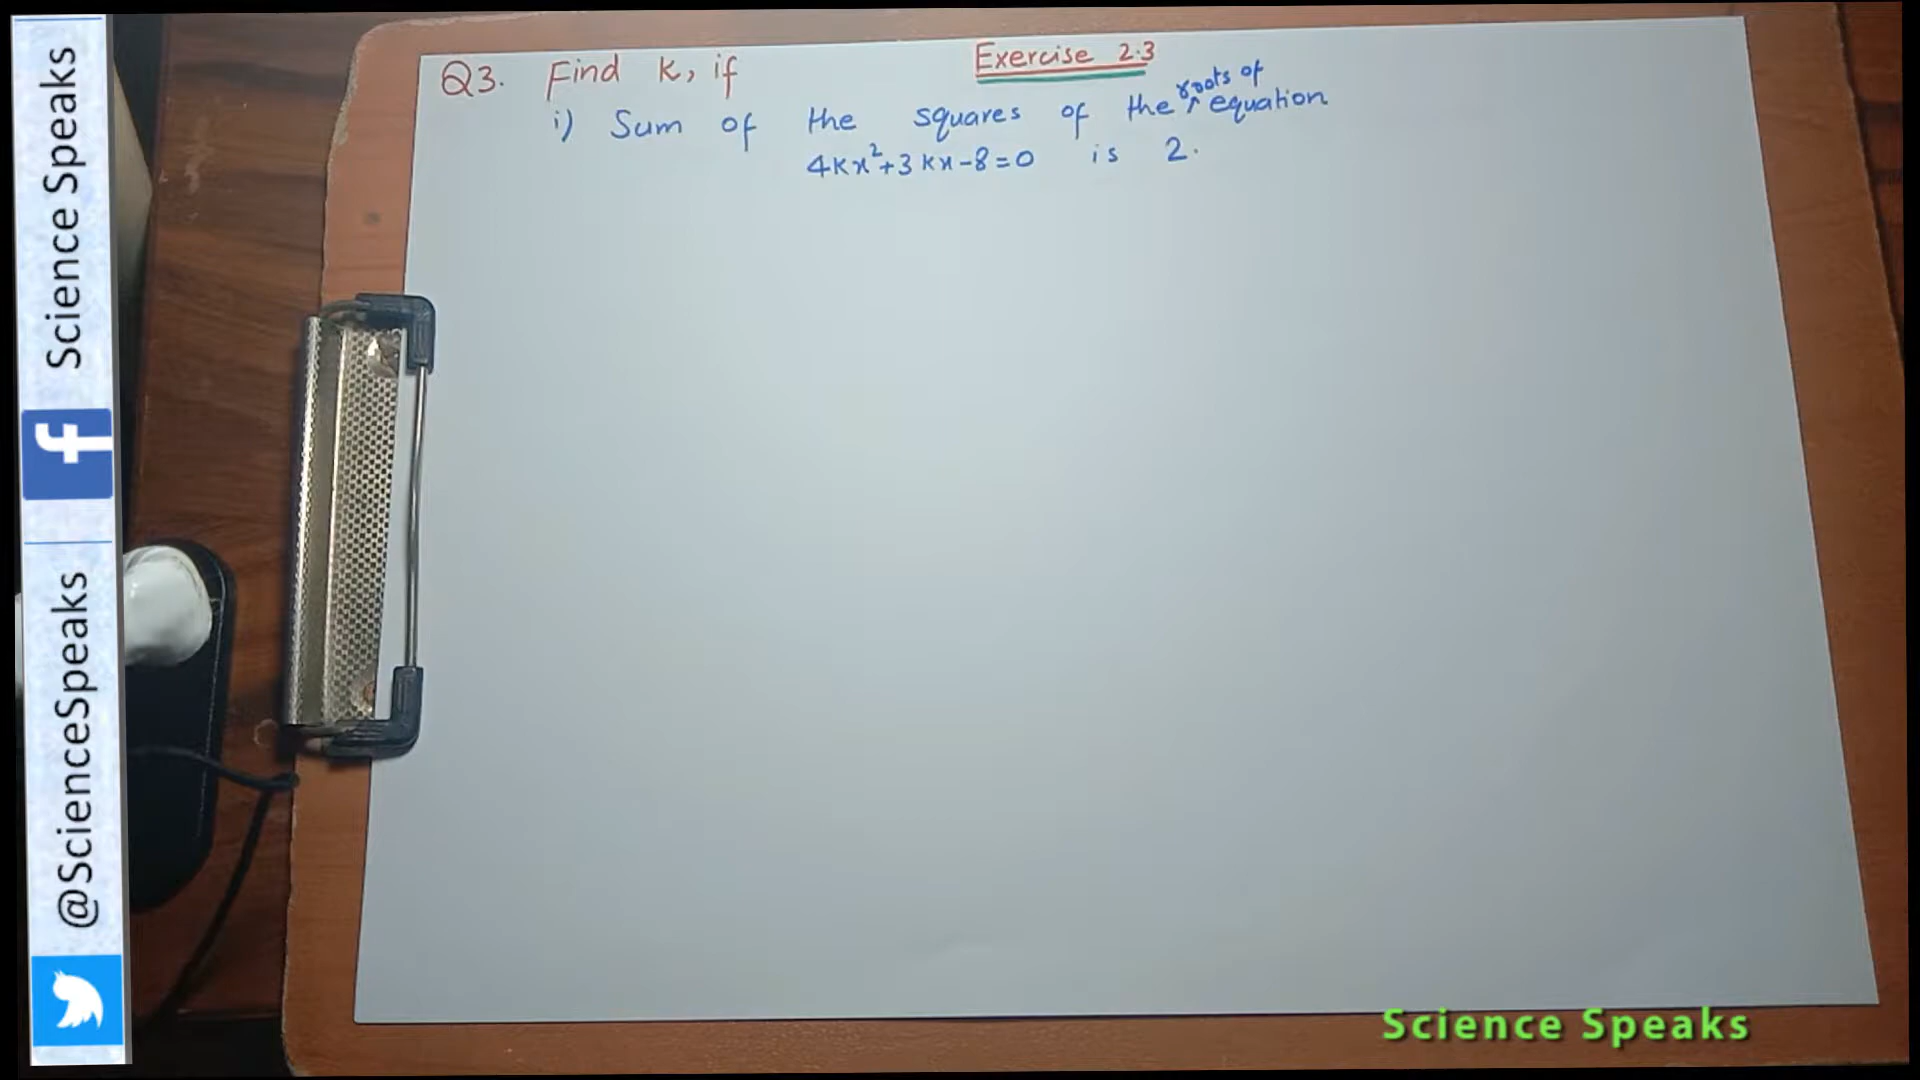 Exercise 2.3
Q3. Find k, if
i) Sum of the squares of the roots of equation
4kx²+3kx-8=0 is 2.
Science Speaks
@ScienceSpeaks
Science Speaks